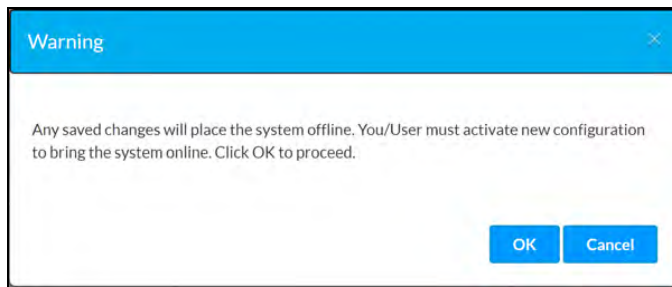 Warning
Any saved changes will place the system offline. You/User must activate new configuration
to bring the system online. Click OK to proceed.
OK Cancel